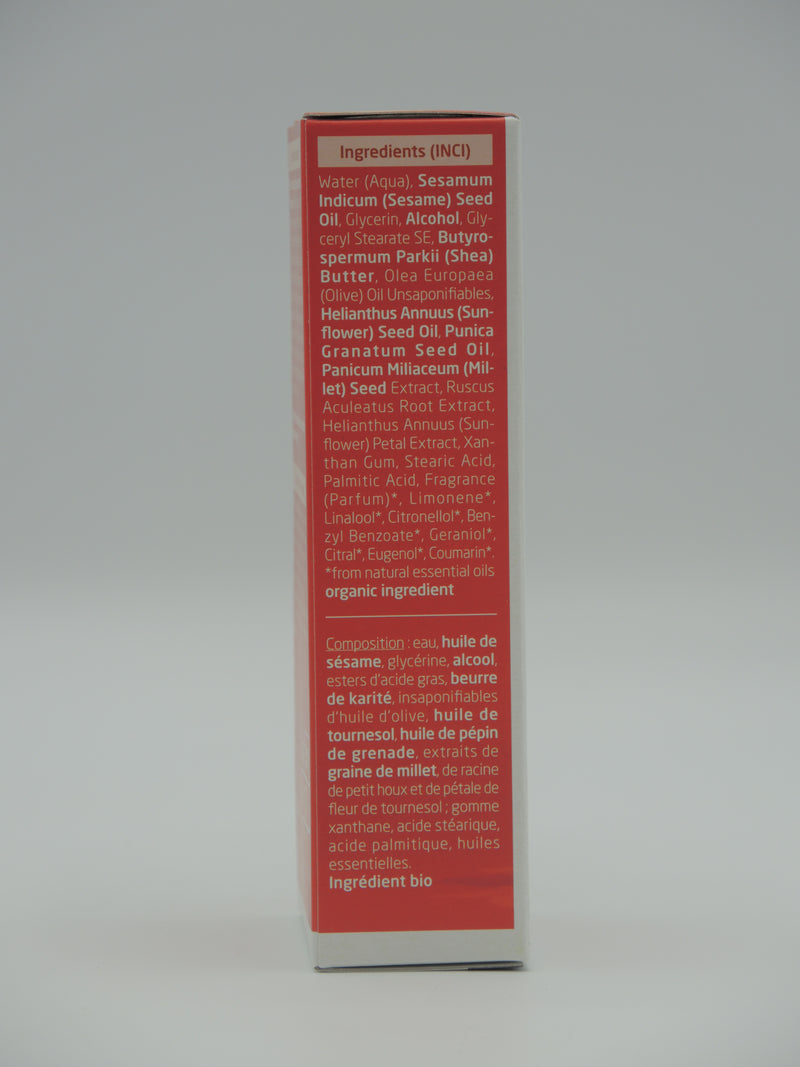 Ingredients (INCI)
Water (Aqua), Sesamum
Indicum (Sesame) Seed
Oil, Glycerin, Alcohol, Gly-
ceryl Stearate SE, Butyro-
spermum Parkii (Shea)
Butter, Olea Europaea
(Olive) Oil Unsaponifiables,
Helianthus Annuus (Sun-
flower) Seed Oil, Punica
Granatum Seed Oil,
Panicum Miliaceum (Mil-
let) Seed Extract, Ruscus
Aculeatus Root Extract,
Helianthus Annuus (Sun-
flower) Petal Extract, Xan-
than Gum, Stearic Acid,
Palmitic Acid, Fragrance
(Parfum)*, Limonene*,
Linalool*, Citronellol*, Ben-
zyl Benzoate*, Geraniol*,
Citral*, Eugenol*, Coumarin*.
*from natural essential oils
organic ingredient
Composition : eau, huile de
sésame, glycérine, alcool,
esters d'acide gras, beurre
de karité, insaponifiables
d'huile d'olive, huile de
tournesol, huile de pépin
de grenade, extraits de
graine de millet, de racine
de petit houx et de pétale de
fleur de tournesol ; gomme
xanthane, acide stéarique,
acide palmitique, huiles
essentielles.
Ingrédient bio